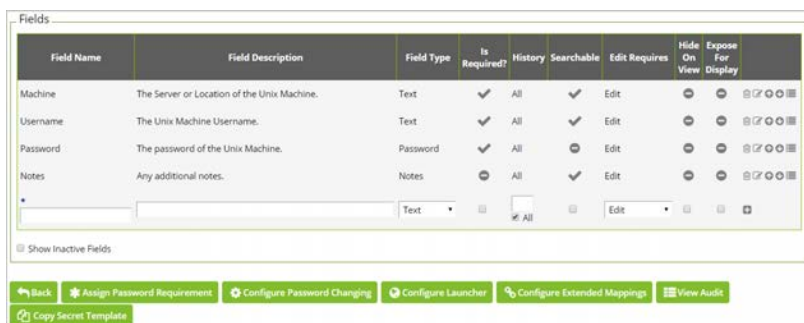 Fields
Field Name Field Description Field Type Is Required? History Searchable Edit Requires Hide On View Expose For Display
Machine The Server or Location of the Unix Machine. Text All Edit
Username The Unix Machine Username. Text All Edit
Password The password of the Unix Machine. Password All Edit
Notes Any additional notes. Notes All Edit
* Text All Edit
Show Inactive Fields
Back Assign Password Requirement Configure Password Changing Configure Launcher Configure Extended Mappings View Audit
Copy Secret Template